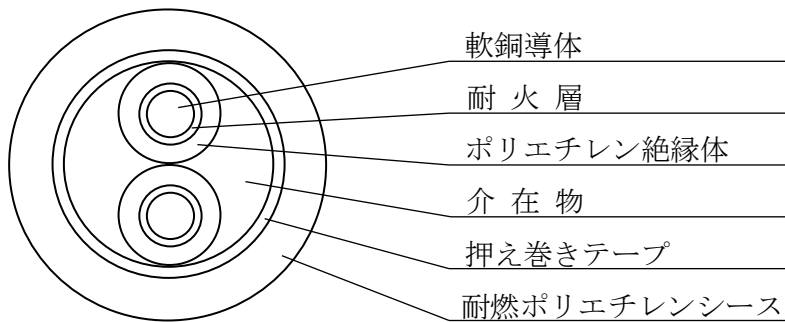 軟銅導体
耐 火 層
ポリエチレン絶縁体
介 在 物
押え巻きテープ
耐燃ポリエチレンシース